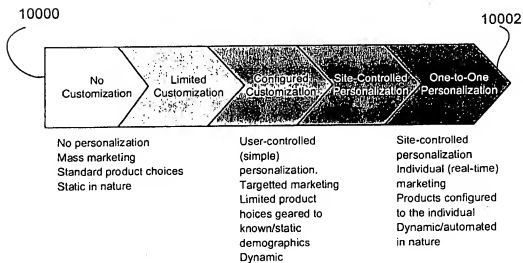 10000
10002
No
Customization
Limited
Customization
Configured
Customization
Site-Controlled
Personalization
One-to-One
Personalization
No personalization
Mass marketing
Standard product choices
Static in nature
User-controlled
(simple)
personalization.
Targetted marketing
Limited product
hoices geared to
known/static
demographics
Dynamic
Site-controlled
personalization
Individual (real-time)
marketing
Products configured
to the individual
Dynamic/automated
in nature